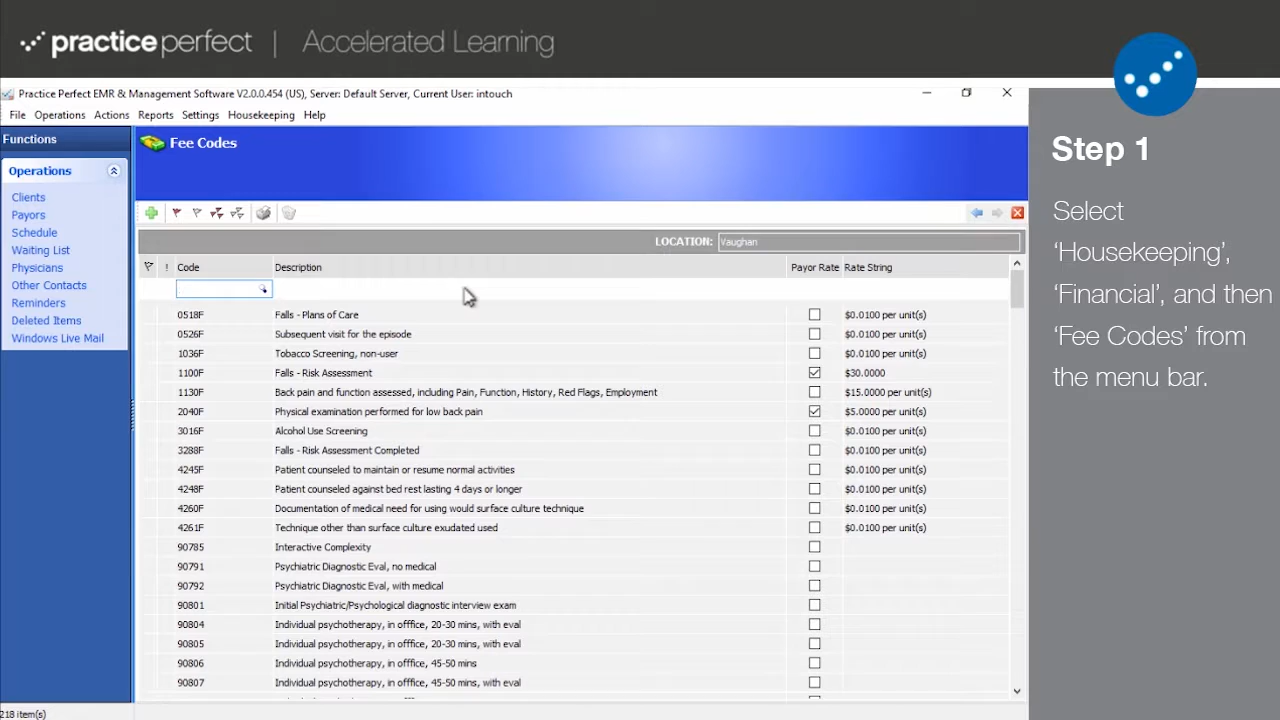 practiceperfect | Accelerated Learning
Practice Perfect EMR & Management Software V2.0.0.454 (US), Server: Default Server, Current User: intouch
File Operations Actions Reports Settings Housekeeping Help
Functions
Operations
Clients
Payors
Schedule
Waiting List
Physicians
Other Contacts
Reminders
Deleted Items
Windows Live Mail
Fee Codes
LOCATION: Vaughan
! Code Description Payor Rate Rate String
0518F Falls - Plans of Care $0.0100 per unit(s)
0526F Subsequent visit for the episode $0.0100 per unit(s)
1036F Tobacco Screening, non-user $0.0100 per unit(s)
1100F Falls - Risk Assessment $30.0000
1130F Back pain and function assessed, including Pain, Function, History, Red Flags, Employment $15.0000 per unit(s)
2040F Physical examination performed for low back pain $5.0000 per unit(s)
3016F Alcohol Use Screening $0.0100 per unit(s)
3288F Falls - Risk Assessment Completed $0.0100 per unit(s)
4245F Patient counseled to maintain or resume normal activities $0.0100 per unit(s)
4248F Patient counseled against bed rest lasting 4 days or longer $0.0100 per unit(s)
4260F Documentation of medical need for using would surface culture technique $0.0100 per unit(s)
4261F Technique other than surface culture exudated used $0.0100 per unit(s)
90785 Interactive Complexity
90791 Psychiatric Diagnostic Eval, no medical
90792 Psychiatric Diagnostic Eval, with medical
90801 Initial Psychiatric/Psychological diagnostic interview exam
90804 Individual psychotherapy, in offfice, 20-30 mins, with eval
90805 Individual psychotherapy, in offfice, 20-30 mins, with eval
90806 Individual psychotherapy, in offfice, 45-50 mins
90807 Individual psychotherapy, in offfice, 45-50 mins, with eval
218 item(s)
Step 1
Select
‘Housekeeping’,
‘Financial’, and then
‘Fee Codes’ from
the menu bar.